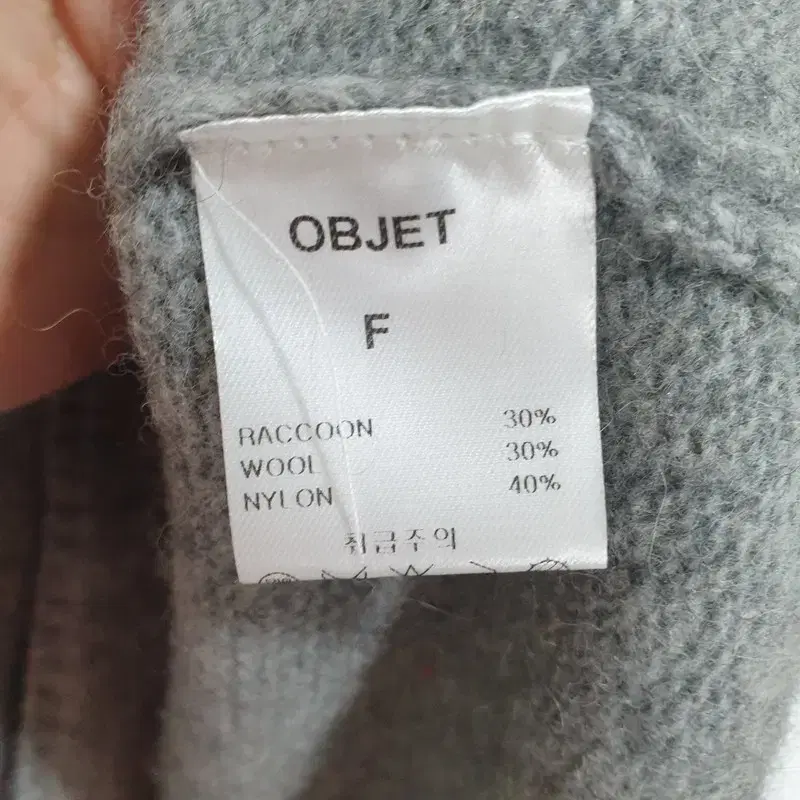 OBJET
F
RACCOON 30%
WOOL 30%
NYLON 40%
취급주의